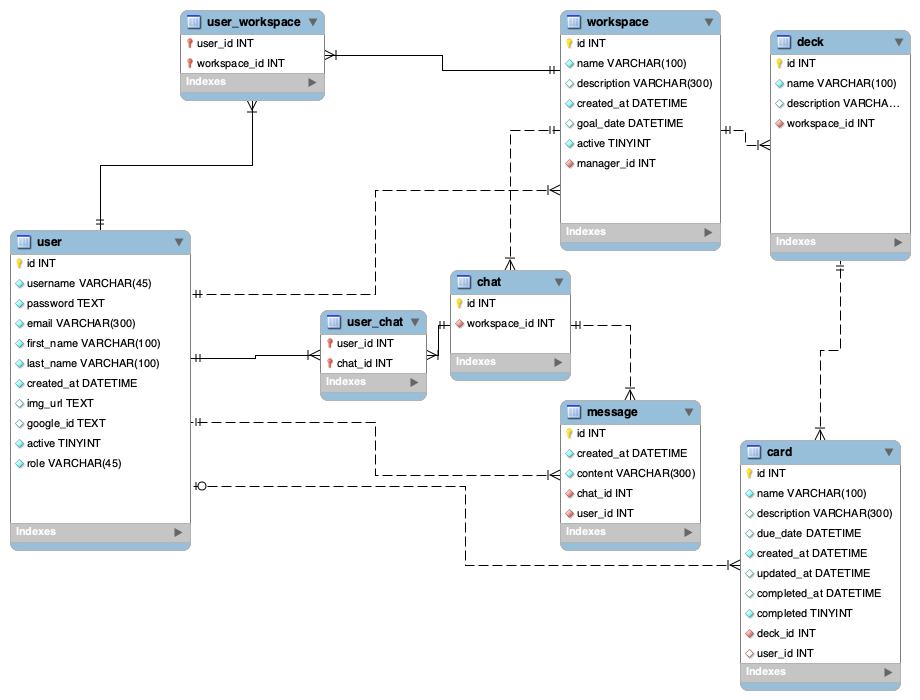 user_workspace
user_id INT
workspace_id INT
Indexes
workspace
id INT
name VARCHAR(100)
description VARCHAR(300)
created_at DATETIME
goal_date DATETIME
active TINYINT
manager_id INT
Indexes
deck
id INT
name VARCHAR(100)
description VARCHA...
workspace_id INT
Indexes
user
id INT
username VARCHAR(45)
password TEXT
email VARCHAR(300)
first_name VARCHAR(100)
last_name VARCHAR(100)
created_at DATETIME
img_url TEXT
google_id TEXT
active TINYINT
role VARCHAR(45)
Indexes
user_chat
user_id INT
chat_id INT
Indexes
chat
id INT
workspace_id INT
Indexes
message
id INT
created_at DATETIME
content VARCHAR(300)
chat_id INT
user_id INT
Indexes
card
id INT
name VARCHAR(100)
description VARCHAR(300)
due_date DATETIME
created_at DATETIME
updated_at DATETIME
completed_at DATETIME
completed TINYINT
deck_id INT
user_id INT
Indexes